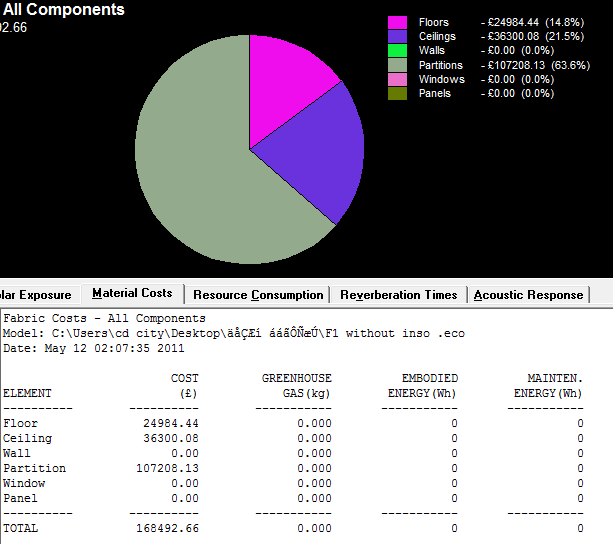 All Components
92.66
Floors - £24984.44 (14.8%)
Ceilings - £36300.08 (21.5%)
Walls - £0.00 (0.0%)
Partitions - £107208.13 (63.6%)
Windows - £0.00 (0.0%)
Panels - £0.00 (0.0%)
lar Exposure Material Costs Resource Consumption Reverberation Times Acoustic Response
Fabric Costs - All Components
Model: C:\Users\cd city\Desktop\äåÇÆí ááãÔÑæÚ\F1 without inso .eco
Date: May 12 02:07:35 2011
COST GREENHOUSE EMBODIED MAINTEN.
ELEMENT (£) GAS(kg) ENERGY(Wh) ENERGY(Wh)
---------- ---------- ----------- ----------- -----------
Floor 24984.44 0.000 0 0
Ceiling 36300.08 0.000 0 0
Wall 0.00 0.000 0 0
Partition 107208.13 0.000 0 0
Window 0.00 0.000 0 0
Panel 0.00 0.000 0 0
---------- ---------- ----------- ----------- -----------
TOTAL 168492.66 0.000 0 0